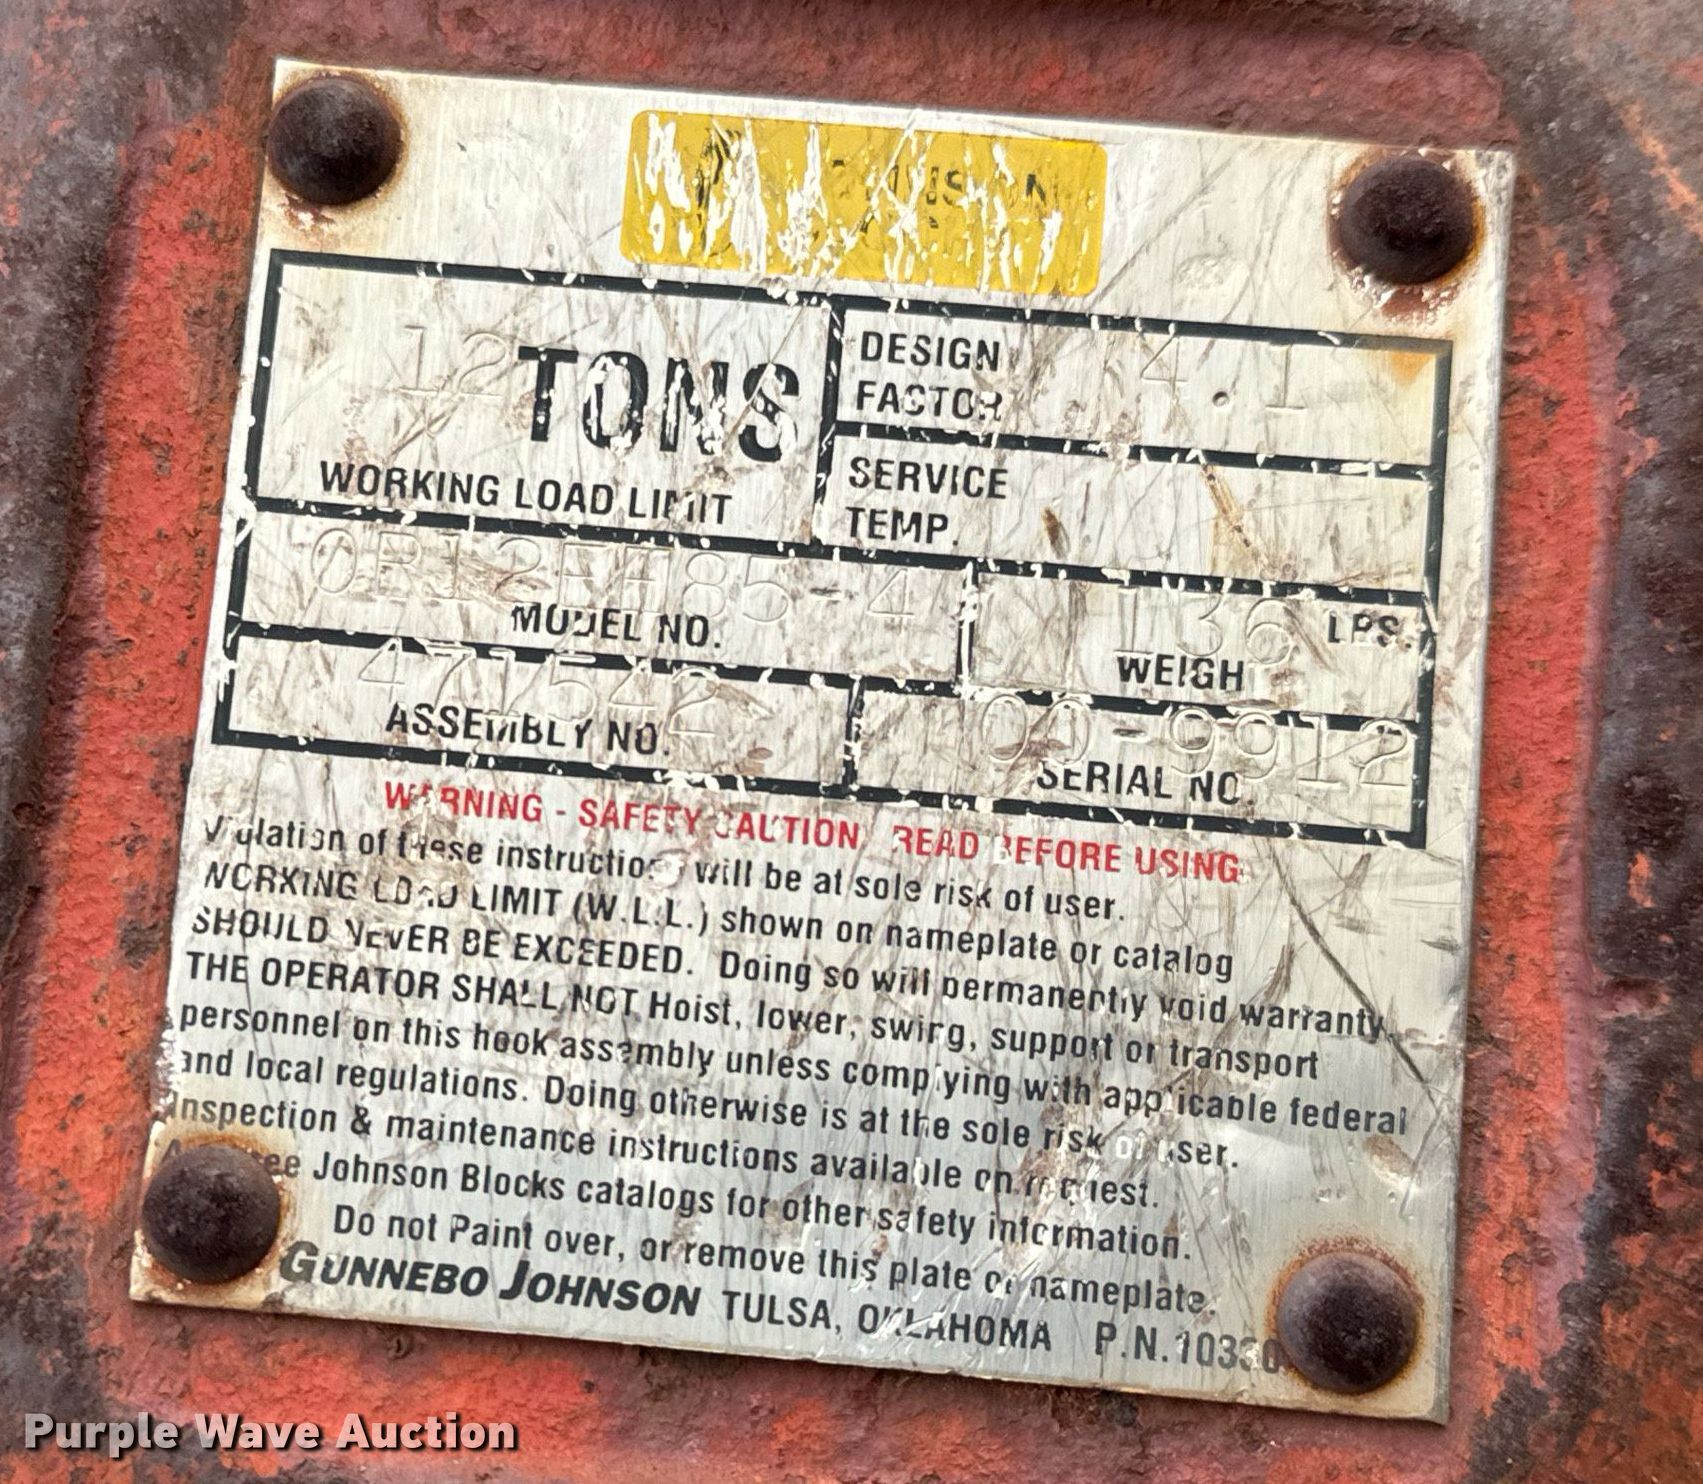 12 TONS
WORKING LOAD LIMIT
DESIGN
FACTOR
4.1
SERVICE
TEMP.
MODEL NO.
136 LBS.
WEIGH
471542
ASSEMBLY NO.
00-9912
SERIAL NO.
WARNING - SAFETY CAUTION READ BEFORE USING
Violation of these instructions will be at sole risk of user.
WORKING LOAD LIMIT (W.L.L.) shown on nameplate or catalog
SHOULD NEVER BE EXCEEDED. Doing so will permanently void warranty.
THE OPERATOR SHALL NOT Hoist, lower, swing, support or transport
personnel on this hook assembly unless complying with applicable federal
and local regulations. Doing otherwise is at the sole risk of user.
Inspection & maintenance instructions available on request.
see Johnson Blocks catalogs for other safety information.
Do not Paint over, or remove this plate or nameplate.
GUNNEBO JOHNSON TULSA, OKLAHOMA P.N.
Purple Wave Auction